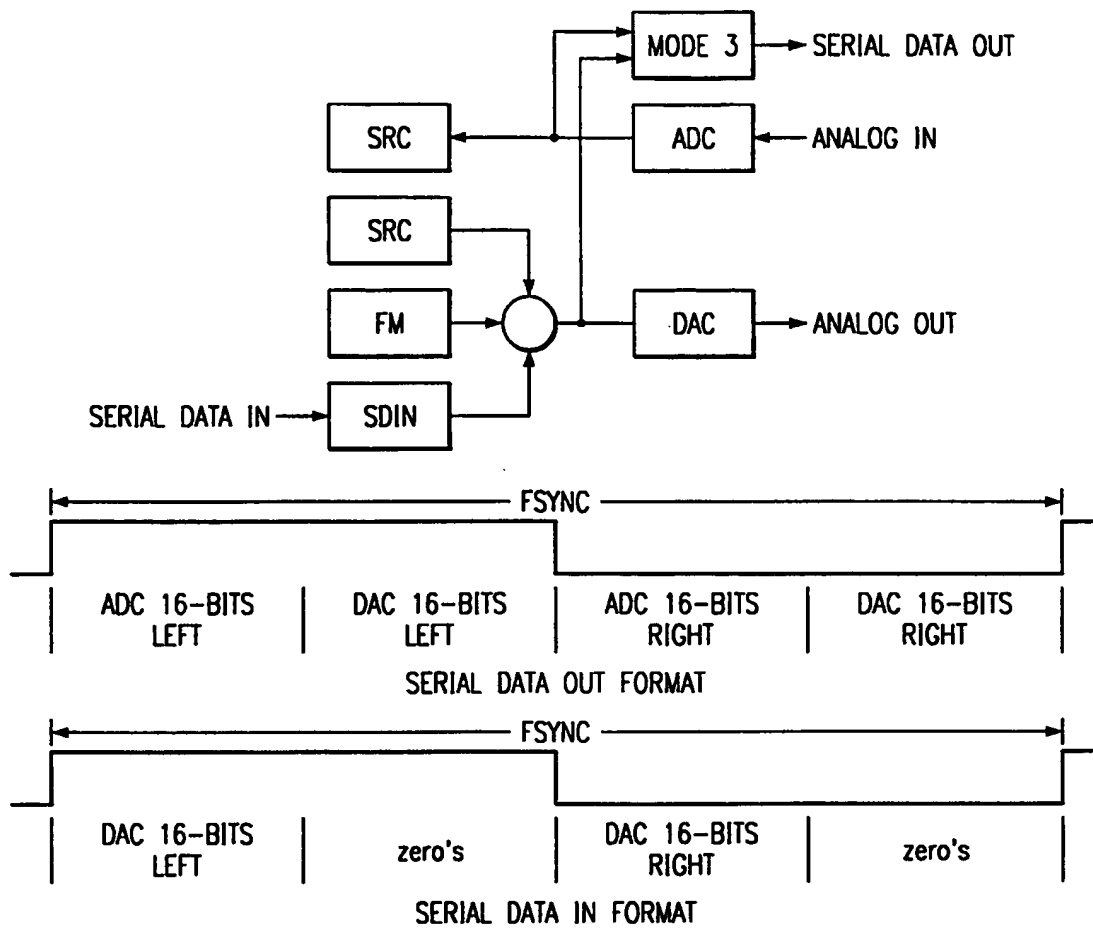 MODE 3
SERIAL DATA OUT
SRC
ADC
ANALOG IN
SRC
FM
DAC
ANALOG OUT
SERIAL DATA IN
SDIN
FSYNC
ADC 16-BITS
LEFT
DAC 16-BITS
LEFT
ADC 16-BITS
RIGHT
DAC 16-BITS
RIGHT
SERIAL DATA OUT FORMAT
FSYNC
DAC 16-BITS
LEFT
zero's
DAC 16-BITS
RIGHT
zero's
SERIAL DATA IN FORMAT